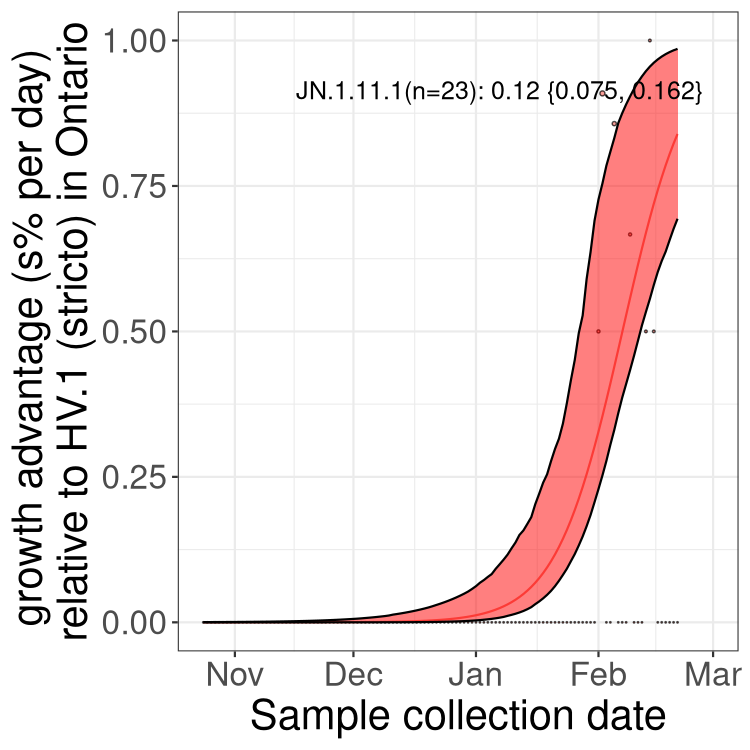 growth advantage (s% per day)
relative to HV.1 (stricto) in Ontario
1.00
0.75
0.50
0.25
0.00
JN.1.11.1(n=23): 0.12 {0.075, 0.162}
Nov Dec Jan Feb Mar
Sample collection date